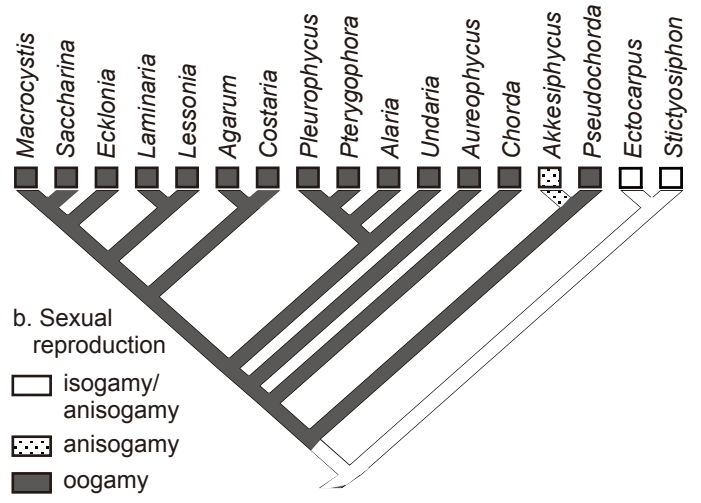 Macrocystis
Saccharina
Ecklonia
Laminaria
Lessonia
Agarum
Costaria
Pleurophycus
Pterygophora
Alaria
Undaria
Aureophycus
Chorda
Akkesiphycus
Pseudochorda
Ectocarpus
Stictyosiphon
b. Sexual
reproduction
isogamy/
anisogamy
anisogamy
oogamy